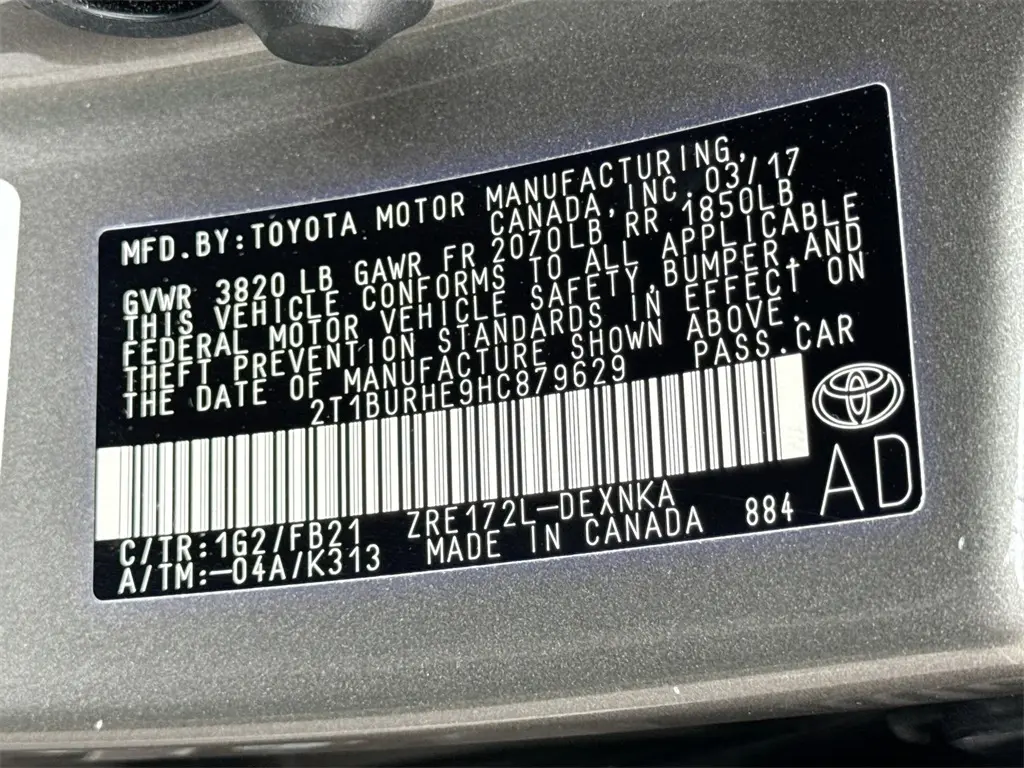 MFD.BY:TOYOTA MOTOR MANUFACTURING,
CANADA,INC. 03/17
GVWR 3820 LB GAWR FR 2070LB RR 1850LB
THIS VEHICLE CONFORMS TO ALL APPLICABLE
FEDERAL MOTOR VEHICLE SAFETY,BUMPER,AND
THEFT PREVENTION STANDARDS IN EFFECT ON
THE DATE OF MANUFACTURE SHOWN ABOVE.
2T1BURHE9HC879629 PASS.CAR
C/TR:1G2/FB21 ZRE172L-DEXNKA
A/TM:-04A/K313 MADE IN CANADA 884
AD